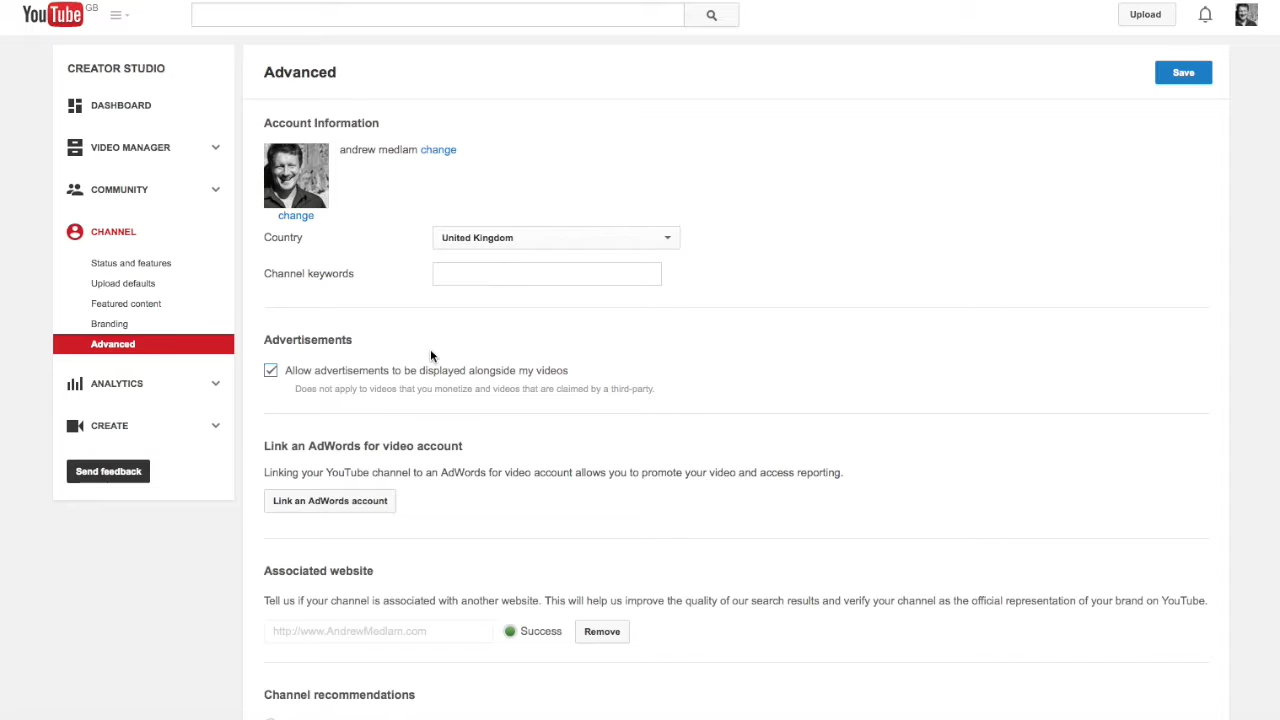 YouTube GB
Upload
CREATOR STUDIO
DASHBOARD
VIDEO MANAGER
COMMUNITY
CHANNEL
Status and features
Upload defaults
Featured content
Branding
Advanced
ANALYTICS
CREATE
Send feedback
Advanced
Save
Account Information
andrew medlam change
change
Country
United Kingdom
Channel keywords
Advertisements
Allow advertisements to be displayed alongside my videos
Does not apply to videos that you monetize and videos that are claimed by a third-party.
Link an AdWords for video account
Linking your YouTube channel to an AdWords for video account allows you to promote your video and access reporting.
Link an AdWords account
Associated website
Tell us if your channel is associated with another website. This will help us improve the quality of our search results and verify your channel as the official representation of your brand on YouTube.
http://www.AndrewMedlam.com
Success
Remove
Channel recommendations